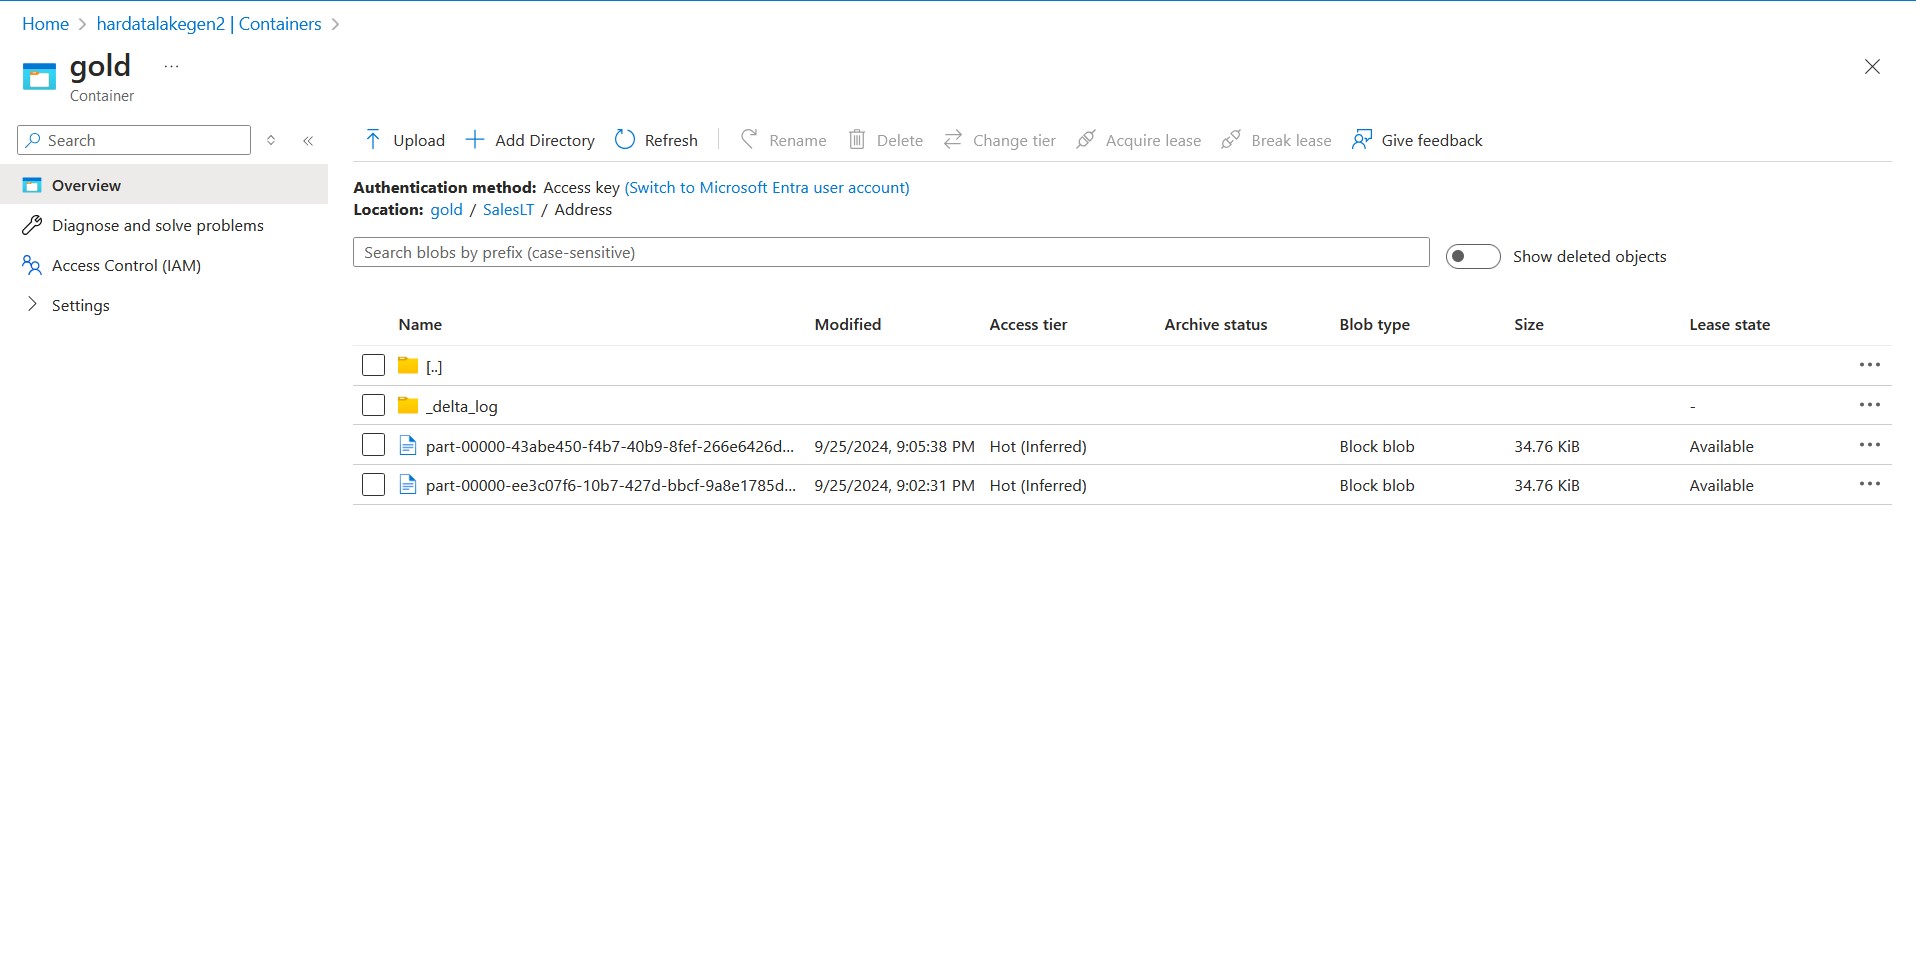 Home > hardatalakegen2 | Containers >
gold ...
Container
Search
Upload Add Directory Refresh Rename Delete Change tier Acquire lease Break lease Give feedback
Overview
Diagnose and solve problems
Access Control (IAM)
Settings
Authentication method: Access key (Switch to Microsoft Entra user account)
Location: gold / SalesLT / Address
Search blobs by prefix (case-sensitive)
Show deleted objects
Name Modified Access tier Archive status Blob type Size Lease state
[..]
_delta_log -
part-00000-43abe450-f4b7-40b9-8fef-266e6426d... 9/25/2024, 9:05:38 PM Hot (Inferred) Block blob 34.76 KiB Available
part-00000-ee3c07f6-10b7-427d-bbcf-9a8e1785d... 9/25/2024, 9:02:31 PM Hot (Inferred) Block blob 34.76 KiB Available